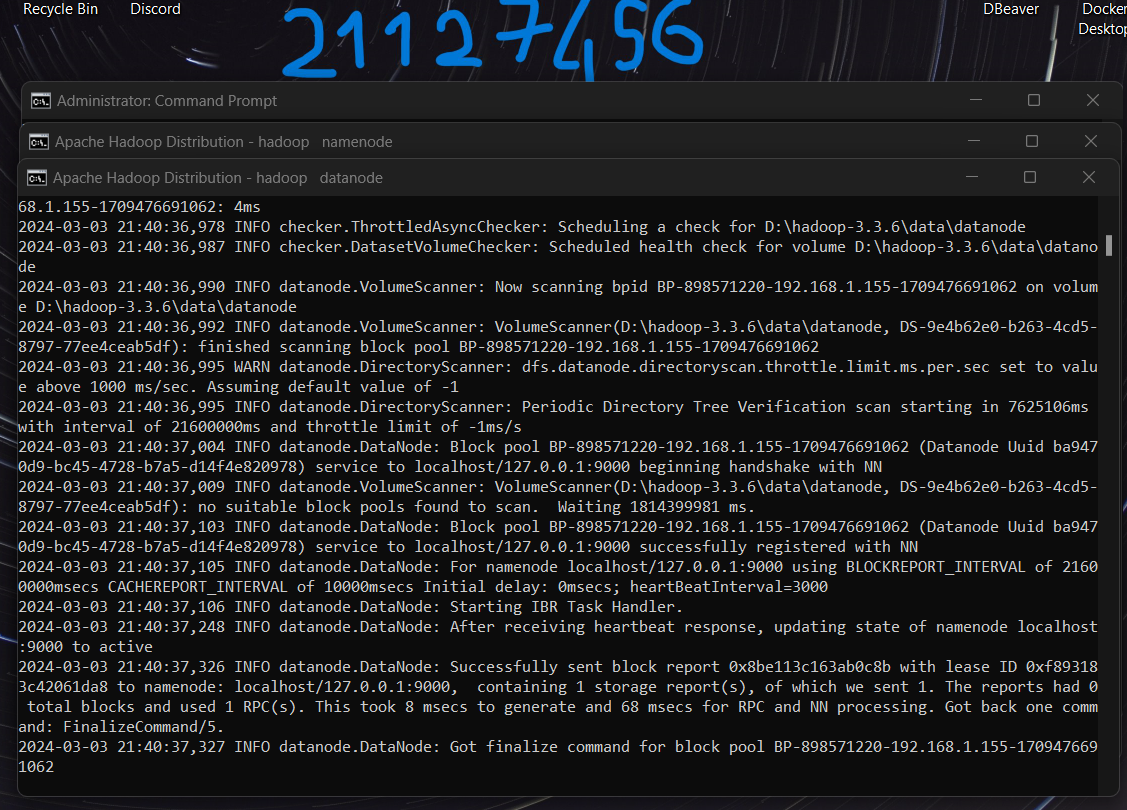 Recycle Bin Discord DBeaver Docker
Desktop
21127456
Administrator: Command Prompt
Apache Hadoop Distribution - hadoop namenode
Apache Hadoop Distribution - hadoop datanode
68.1.155-1709476691062: 4ms
2024-03-03 21:40:36,978 INFO checker.ThrottledAsyncChecker: Scheduling a check for D:\hadoop-3.3.6\data\datanode
2024-03-03 21:40:36,987 INFO checker.DatasetVolumeChecker: Scheduled health check for volume D:\hadoop-3.3.6\data\datano
de
2024-03-03 21:40:36,990 INFO datanode.VolumeScanner: Now scanning bpid BP-898571220-192.168.1.155-1709476691062 on volum
e D:\hadoop-3.3.6\data\datanode
2024-03-03 21:40:36,992 INFO datanode.VolumeScanner: VolumeScanner(D:\hadoop-3.3.6\data\datanode, DS-9e4b62e0-b263-4cd5-
8797-77ee4ceab5df): finished scanning block pool BP-898571220-192.168.1.155-1709476691062
2024-03-03 21:40:36,995 WARN datanode.DirectoryScanner: dfs.datanode.directoryscan.throttle.limit.ms.per.sec set to valu
e above 1000 ms/sec. Assuming default value of -1
2024-03-03 21:40:36,995 INFO datanode.DirectoryScanner: Periodic Directory Tree Verification scan starting in 7625106ms
with interval of 21600000ms and throttle limit of -1ms/s
2024-03-03 21:40:37,004 INFO datanode.DataNode: Block pool BP-898571220-192.168.1.155-1709476691062 (Datanode Uuid ba947
0d9-bc45-4728-b7a5-d14f4e820978) service to localhost/127.0.0.1:9000 beginning handshake with NN
2024-03-03 21:40:37,009 INFO datanode.VolumeScanner: VolumeScanner(D:\hadoop-3.3.6\data\datanode, DS-9e4b62e0-b263-4cd5-
8797-77ee4ceab5df): no suitable block pools found to scan.  Waiting 1814399981 ms.
2024-03-03 21:40:37,103 INFO datanode.DataNode: Block pool BP-898571220-192.168.1.155-1709476691062 (Datanode Uuid ba947
0d9-bc45-4728-b7a5-d14f4e820978) service to localhost/127.0.0.1:9000 successfully registered with NN
2024-03-03 21:40:37,105 INFO datanode.DataNode: For namenode localhost/127.0.0.1:9000 using BLOCKREPORT_INTERVAL of 2160
0000msecs CACHEREPORT_INTERVAL of 10000msecs Initial delay: 0msecs; heartBeatInterval=3000
2024-03-03 21:40:37,106 INFO datanode.DataNode: Starting IBR Task Handler.
2024-03-03 21:40:37,248 INFO datanode.DataNode: After receiving heartbeat response, updating state of namenode localhost
:9000 to active
2024-03-03 21:40:37,326 INFO datanode.DataNode: Successfully sent block report 0x8be113c163ab0c8b with lease ID 0xf89318
3c42061da8 to namenode: localhost/127.0.0.1:9000,  containing 1 storage report(s), of which we sent 1. The reports had 0
 total blocks and used 1 RPC(s). This took 8 msecs to generate and 68 msecs for RPC and NN processing. Got back one comm
and: FinalizeCommand/5.
2024-03-03 21:40:37,327 INFO datanode.DataNode: Got finalize command for block pool BP-898571220-192.168.1.155-170947669
1062